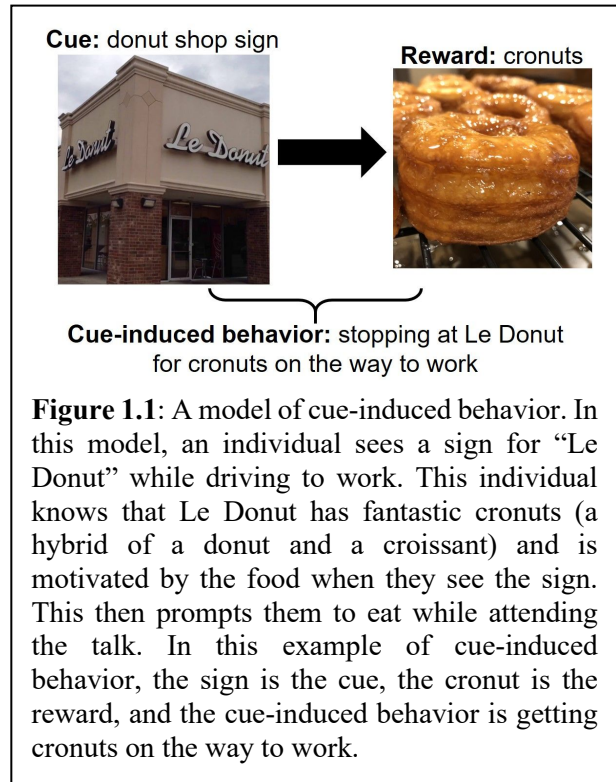 Cue: donut shop sign
Reward: cronuts
Le Donut
Le Donut
Cue-induced behavior: stopping at Le Donut
for cronuts on the way to work
Figure 1.1: A model of cue-induced behavior. In
this model, an individual sees a sign for “Le
Donut” while driving to work. This individual
knows that Le Donut has fantastic cronuts (a
hybrid of a donut and a croissant) and is
motivated by the food when they see the sign.
This then prompts them to eat while attending
the talk. In this example of cue-induced
behavior, the sign is the cue, the cronut is the
reward, and the cue-induced behavior is getting
cronuts on the way to work.